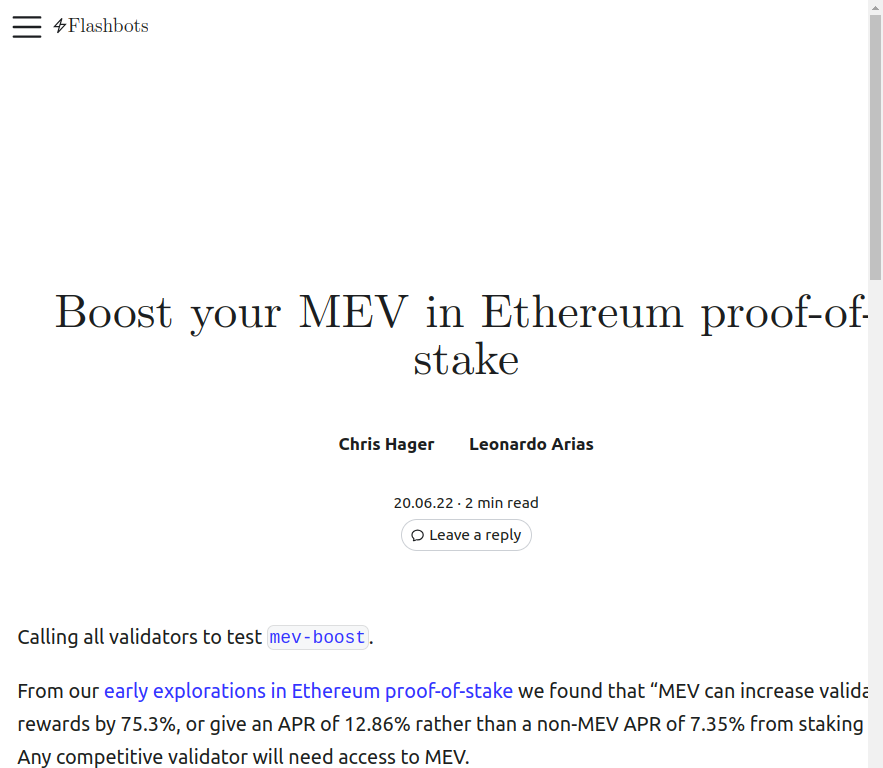 Flashbots
Boost your MEV in Ethereum proof-of-
stake
Chris Hager Leonardo Arias
20.06.22 · 2 min read
Leave a reply
Calling all validators to test mev-boost.
From our early explorations in Ethereum proof-of-stake we found that “MEV can increase
rewards by 75.3%, or give an APR of 12.86% rather than a non-MEV APR of 7.35% from staking
Any competitive validator will need access to MEV.